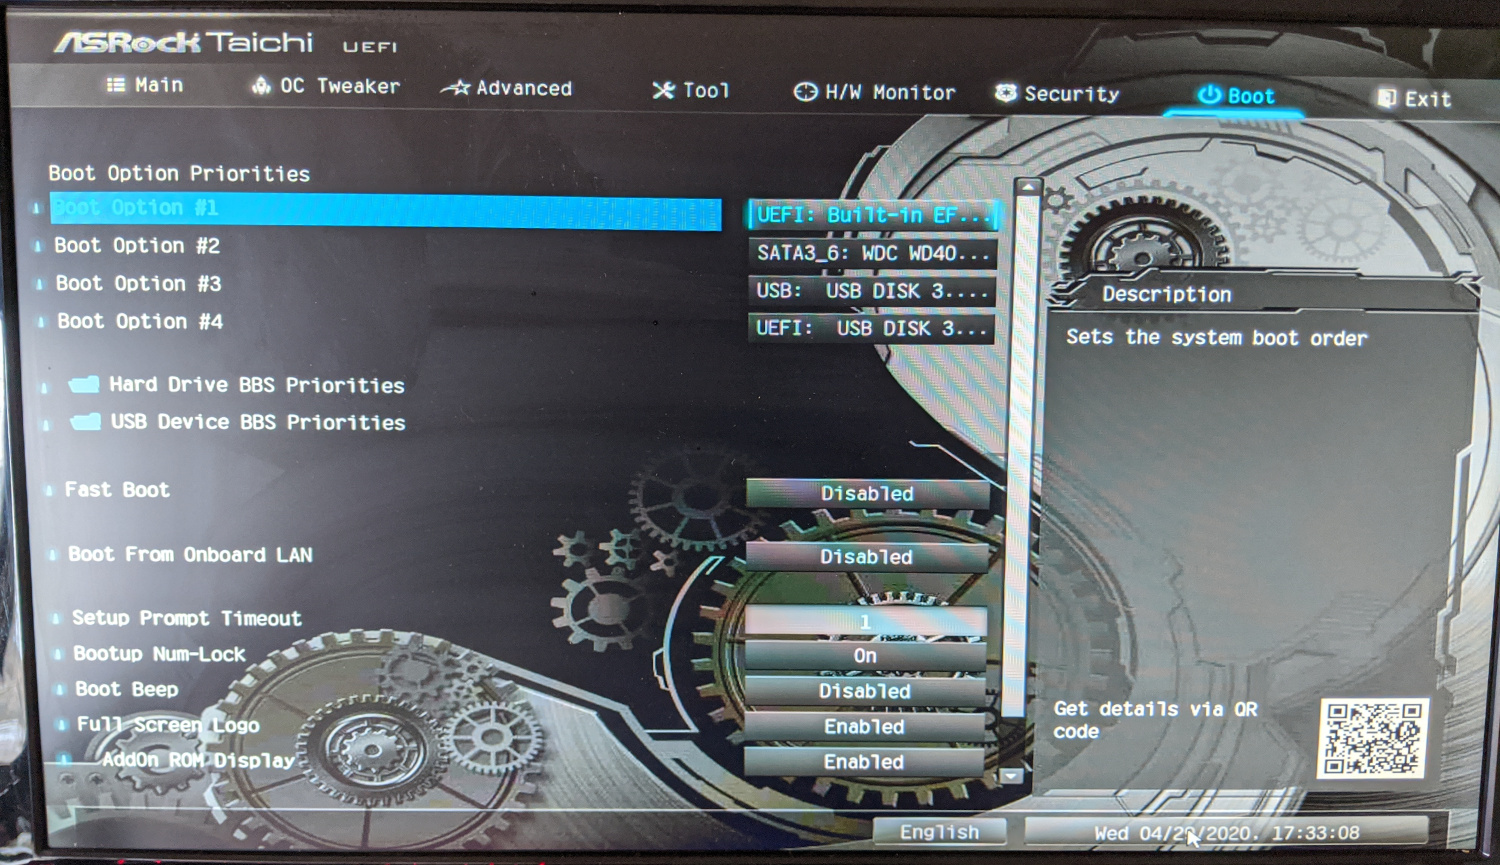 ASRock Taichi UEFI
Main OC Tweaker Advanced Tool H/W Monitor Security Boot Exit
Boot Option Priorities
Boot Option #1 UEFI: Built-in EF...
Boot Option #2 SATA3_6: WDC WD40...
Boot Option #3 USB: USB DISK 3....
Boot Option #4 UEFI: USB DISK 3...
Hard Drive BBS Priorities
USB Device BBS Priorities
Fast Boot Disabled
Boot From Onboard LAN Disabled
Setup Prompt Timeout 1
Bootup Num-Lock On
Boot Beep Disabled
Full Screen Logo Enabled
AddOn ROM Display Enabled
Description
Sets the system boot order
Get details via QR
code
English
Wed 04/29/2020. 17:33:08